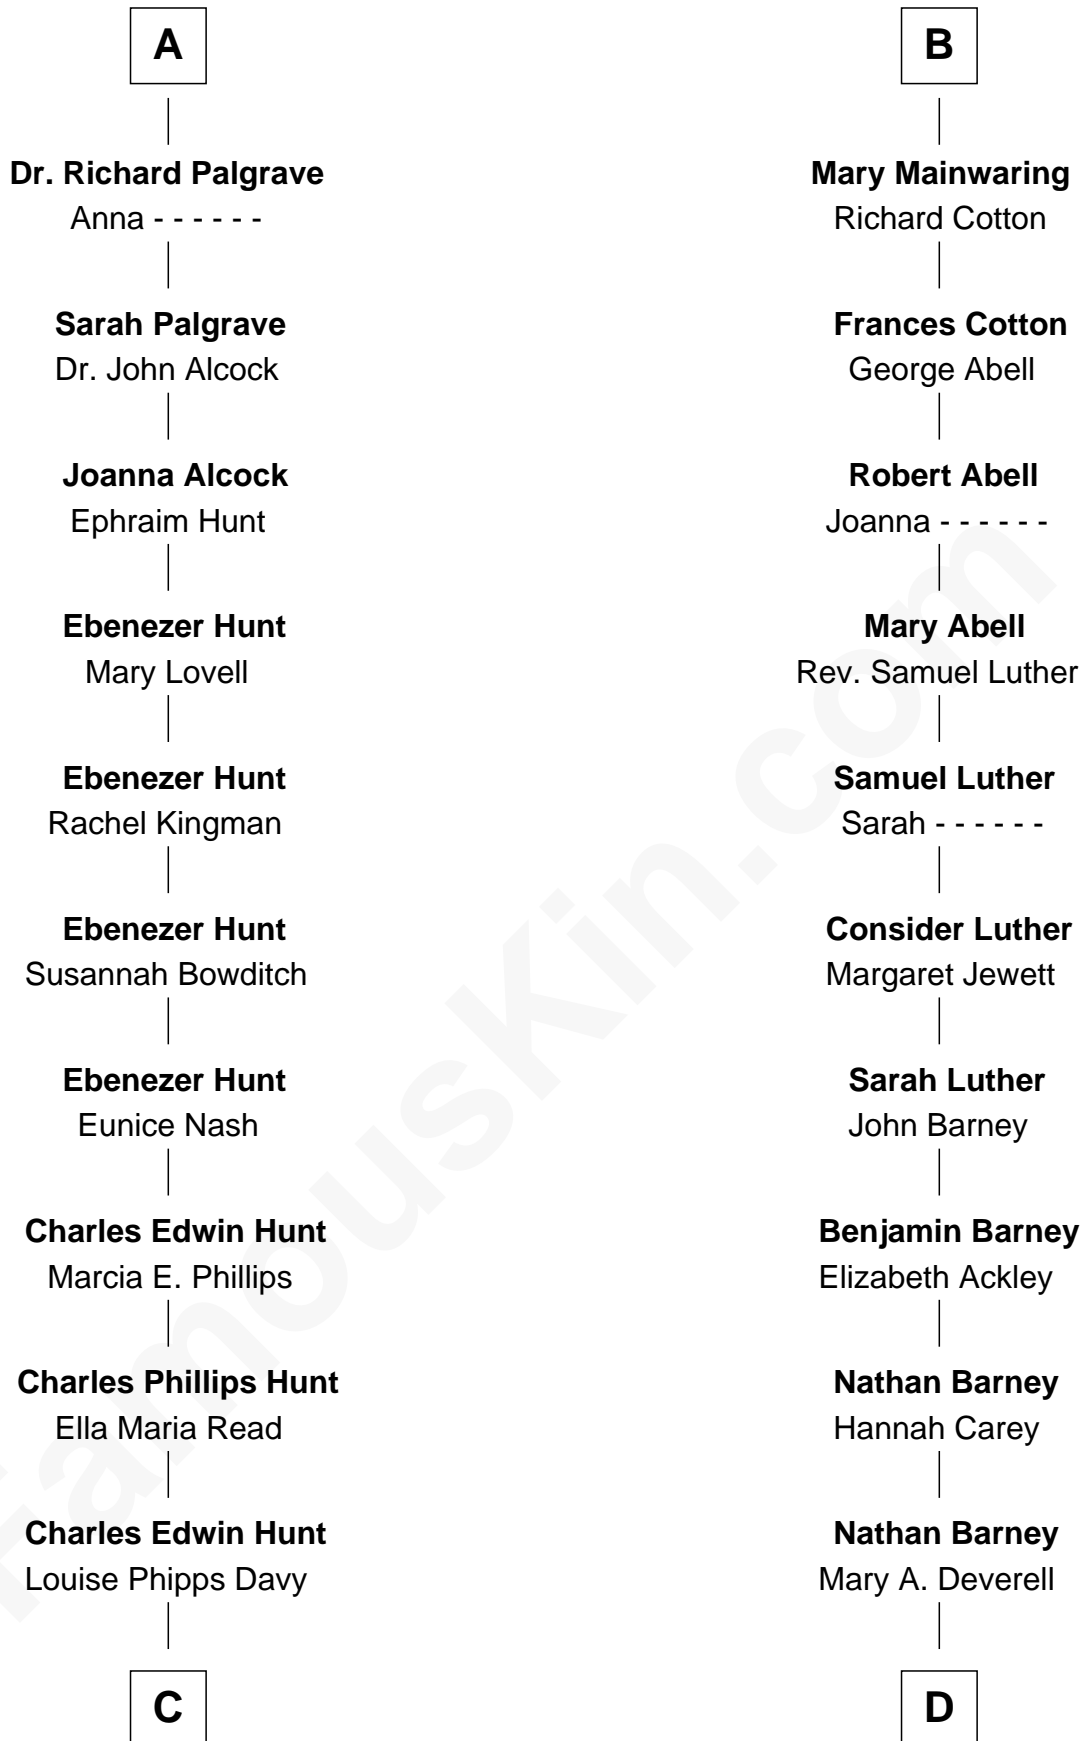 A
Dr. Richard Palgrave
Anna - - - - - -
Sarah Palgrave
Dr. John Alcock
Joanna Alcock
Ephraim Hunt
Ebenezer Hunt
Mary Lovell
Ebenezer Hunt
Rachel Kingman
Ebenezer Hunt
Susannah Bowditch
Ebenezer Hunt
Eunice Nash
Charles Edwin Hunt
Marcia E. Phillips
Charles Phillips Hunt
Ella Maria Read
Charles Edwin Hunt
Louise Phipps Davy
C
B
Mary Mainwaring
Richard Cotton
Frances Cotton
George Abell
Robert Abell
Joanna - - - - - -
Mary Abell
Rev. Samuel Luther
Samuel Luther
Sarah - - - - - -
Consider Luther
Margaret Jewett
Sarah Luther
John Barney
Benjamin Barney
Elizabeth Ackley
Nathan Barney
Hannah Carey
Nathan Barney
Mary A. Deverell
D
FamousKin.com